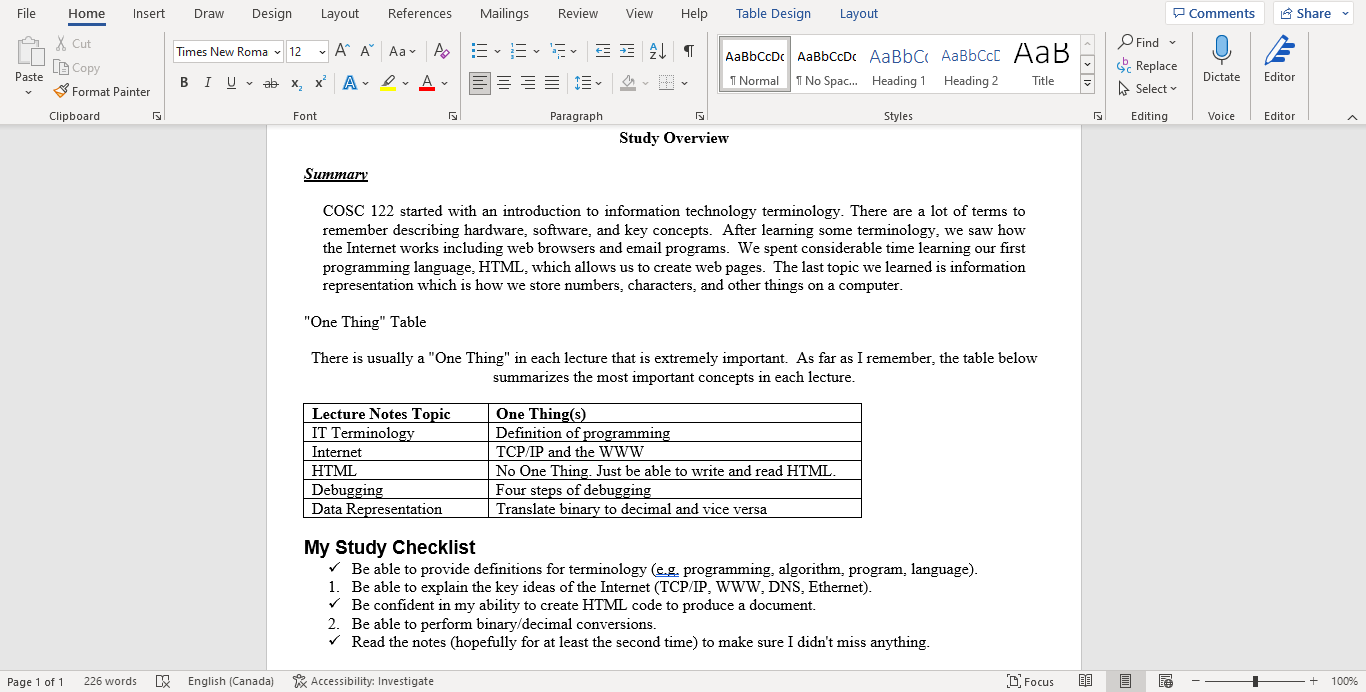 File Home Insert Draw Design Layout References Mailings Review View Help Table Design Layout Comments Share
Paste
Cut
Copy
Format Painter
Clipboard
Times New Roma 12 Aa
B I U ab x₂ x² A A
Font
Paragraph
AaBbCcDc AaBbCcDc AaBbCc AaBbCcD AaB
¶ Normal ¶ No Spac... Heading 1 Heading 2 Title
Styles
Find
Replace
Select
Editing
Dictate
Voice
Editor
Editor
Study Overview
Summary
COSC 122 started with an introduction to information technology terminology. There are a lot of terms to
remember describing hardware, software, and key concepts.  After learning some terminology, we saw how
the Internet works including web browsers and email programs.  We spent considerable time learning our first
programming language, HTML, which allows us to create web pages.  The last topic we learned is information
representation which is how we store numbers, characters, and other things on a computer.
"One Thing" Table
There is usually a "One Thing" in each lecture that is extremely important.  As far as I remember, the table below
summarizes the most important concepts in each lecture.
Lecture Notes Topic One Thing(s)
IT Terminology Definition of programming
Internet TCP/IP and the WWW
HTML No One Thing. Just be able to write and read HTML.
Debugging Four steps of debugging
Data Representation Translate binary to decimal and vice versa
My Study Checklist
✓ Be able to provide definitions for terminology (e.g. programming, algorithm, program, language).
1. Be able to explain the key ideas of the Internet (TCP/IP, WWW, DNS, Ethernet).
✓ Be confident in my ability to create HTML code to produce a document.
2. Be able to perform binary/decimal conversions.
✓ Read the notes (hopefully for at least the second time) to make sure I didn't miss anything.
Page 1 of 1 226 words English (Canada) Accessibility: Investigate Focus 100%